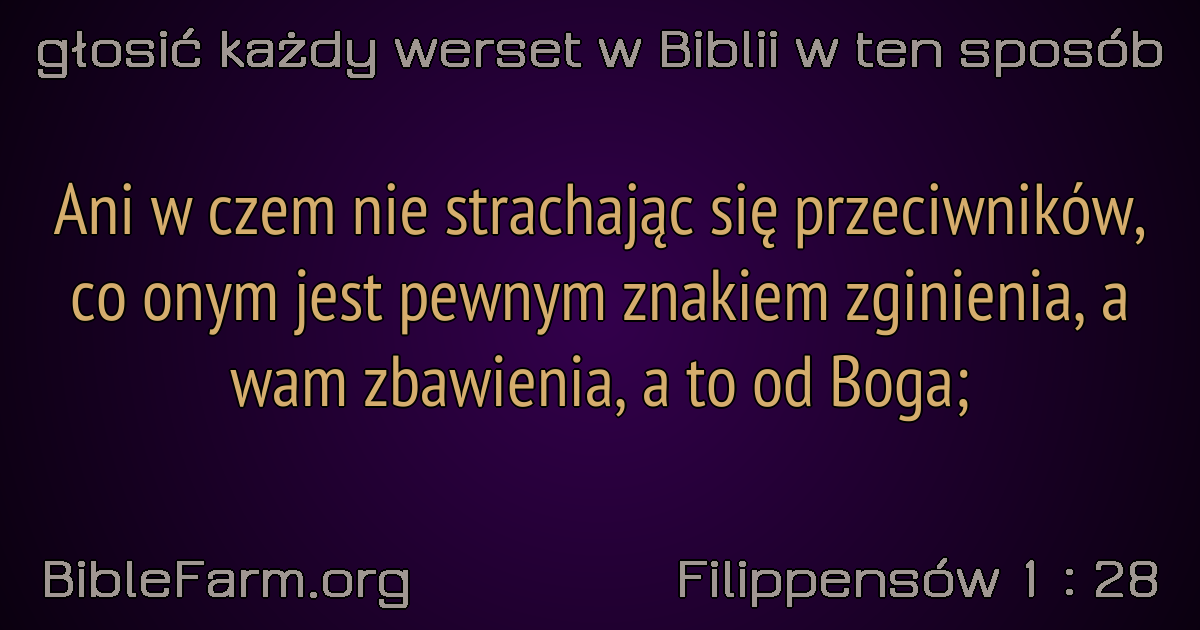 głosić każdy werset w Biblii w ten sposób
Ani w czem nie strachając się przeciwników,
co onym jest pewnym znakiem zginienia, a
wam zbawienia, a to od Boga;
BibleFarm.org
Filippensów 1 : 28